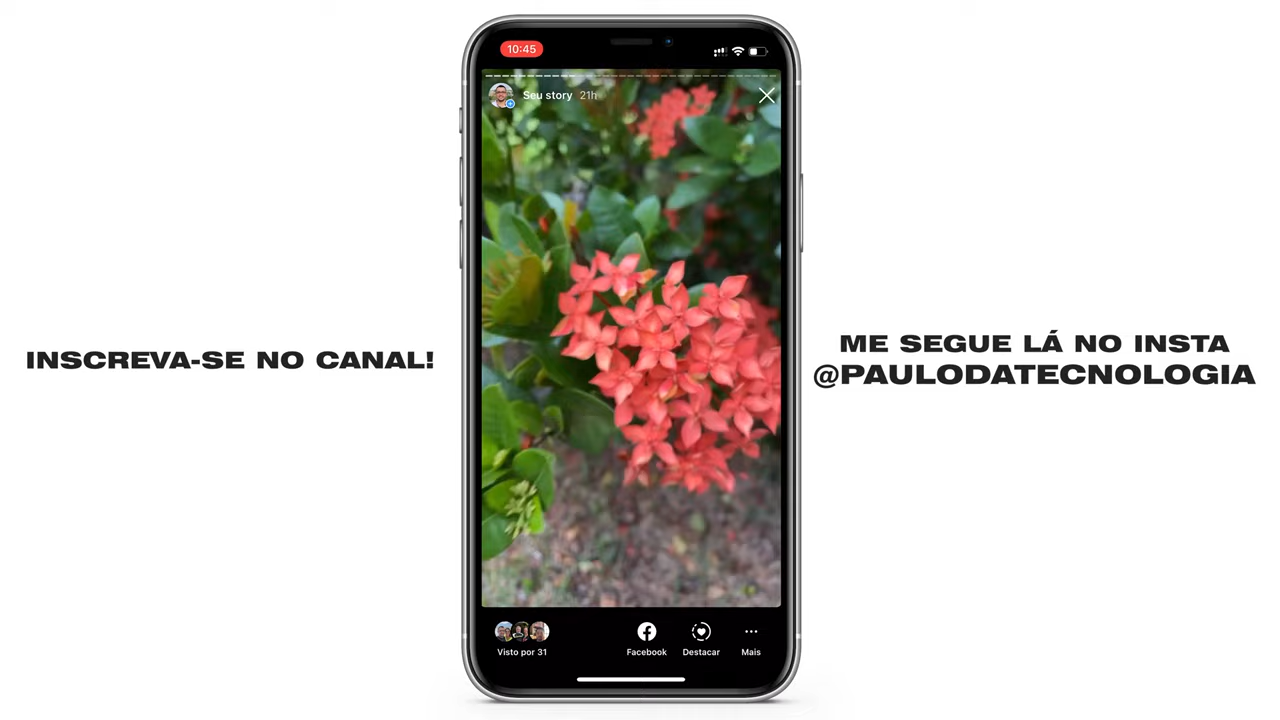 10:45
Seu story 21h
INSCREVA-SE NO CANAL!
ME SEGUE LÁ NO INSTA
@PAULODATECNOLOGIA
Visto por 31
Facebook
Destacar
Mais